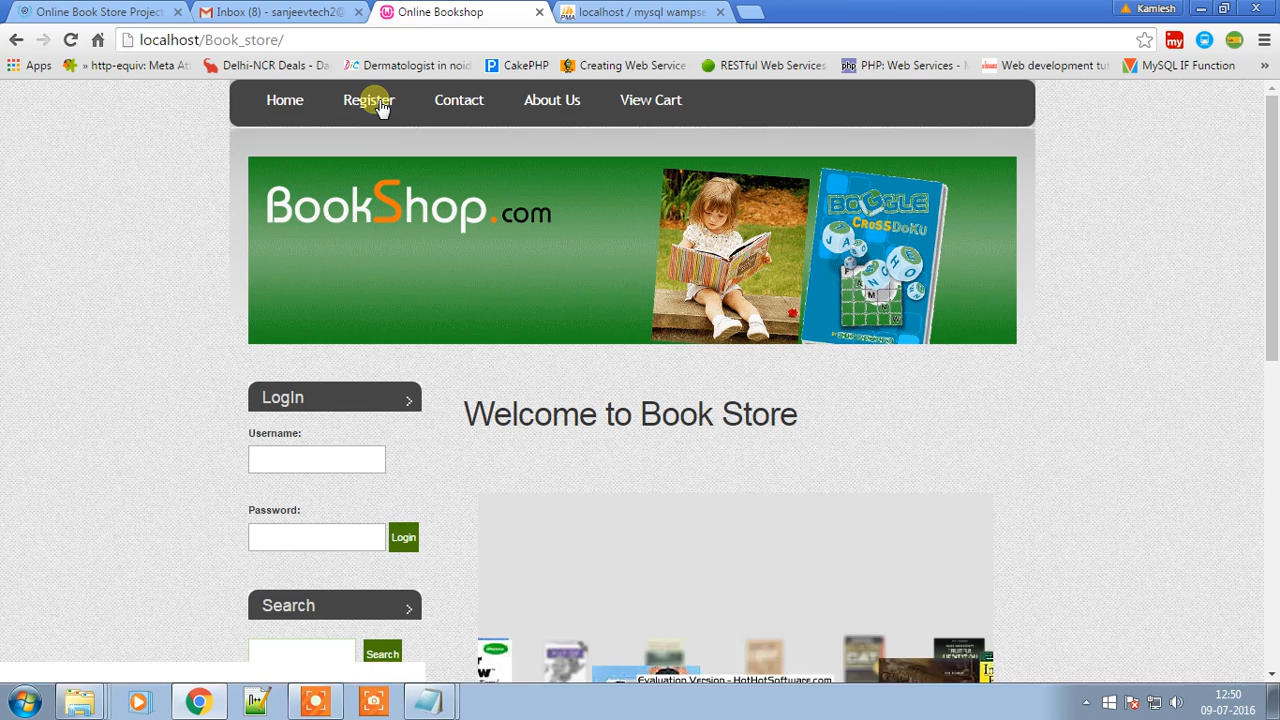 Online Book Store Project
Inbox (8) - sanjeevtech2@
Online Bookshop
localhost / mysql wampse
Kamlesh
localhost/Book_store/
Apps
» http-equiv: Meta At
Delhi-NCR Deals - Da
Dermatologist in noid
CakePHP
Creating Web Service
RESTful Web Services
PHP: Web Services -
Web development tut
MySQL IF Function
»
Home
Register
Contact
About Us
View Cart
BookShop.com
BOGGLE
CROSSDOKU
LogIn
Username:
Welcome to Book Store
Password:
Login
Search
Search
Evaluation Version - HotHotSoftware.com
12:50
09-07-2016